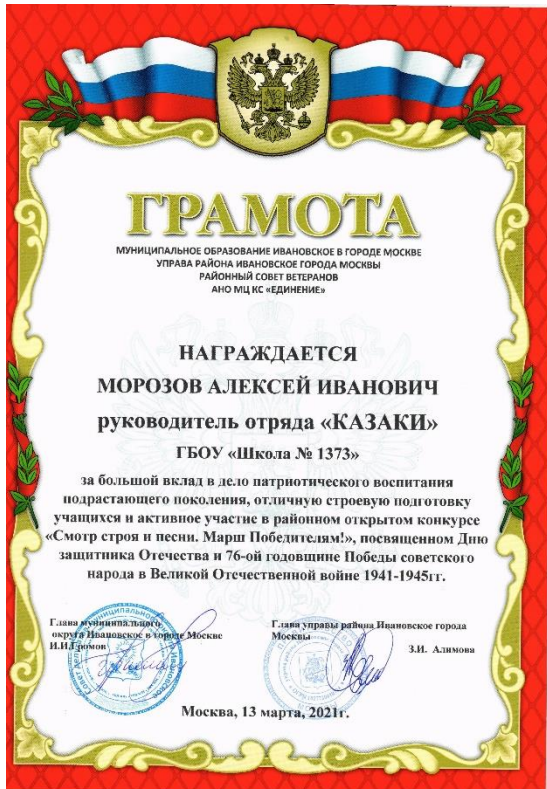 ГРАМОТА
МУНИЦИПАЛЬНОЕ ОБРАЗОВАНИЕ ИВАНОВСКОЕ В ГОРОДЕ МОСКВЕ
УПРАВА РАЙОНА ИВАНОВСКОЕ ГОРОДА МОСКВЫ
РАЙОННЫЙ СОВЕТ ВЕТЕРАНОВ
АНО МЦ КС «ЕДИНЕНИЕ»
НАГРАЖДАЕТСЯ
МОРОЗОВ АЛЕКСЕЙ ИВАНОВИЧ
руководитель отряда «КАЗАКИ»
ГБОУ «Школа № 1373»
за большой вклад в дело патриотического воспитания
подрастающего поколения, отличную строевую подготовку
учащихся и активное участие в районном открытом конкурсе
«Смотр строя и песни. Марш Победителям!», посвященном Дню
защитника Отечества и 76-ой годовщине Победы советского
народа в Великой Отечественной войне 1941-1945гг.
Глава муниципального
округа Ивановское в городе Москве
И.И.Громов
Глава управы района Ивановское города
Москвы
З.И. Алимова
Москва, 13 марта, 2021г.